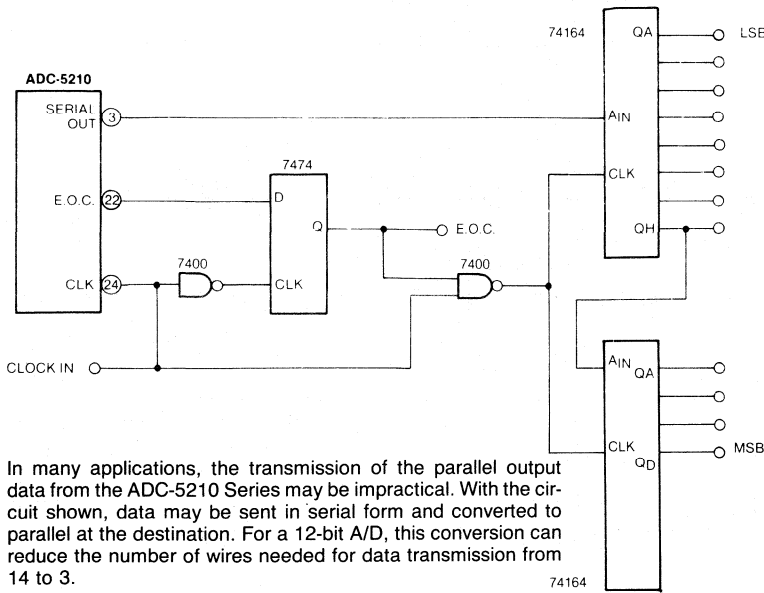 74164
QA
LSB
ADC-5210
SERIAL
OUT
3
AIN
7474
CLK
E.O.C.
22
D
Q
E.O.C.
QH
7400
7400
CLK
24
CLK
CLOCK IN
AIN
QA
CLK
QD
MSB
In many applications, the transmission of the parallel output
data from the ADC-5210 Series may be impractical. With the cir-
cuit shown, data may be sent in serial form and converted to
parallel at the destination. For a 12-bit A/D, this conversion can
reduce the number of wires needed for data transmission from
14 to 3.
74164